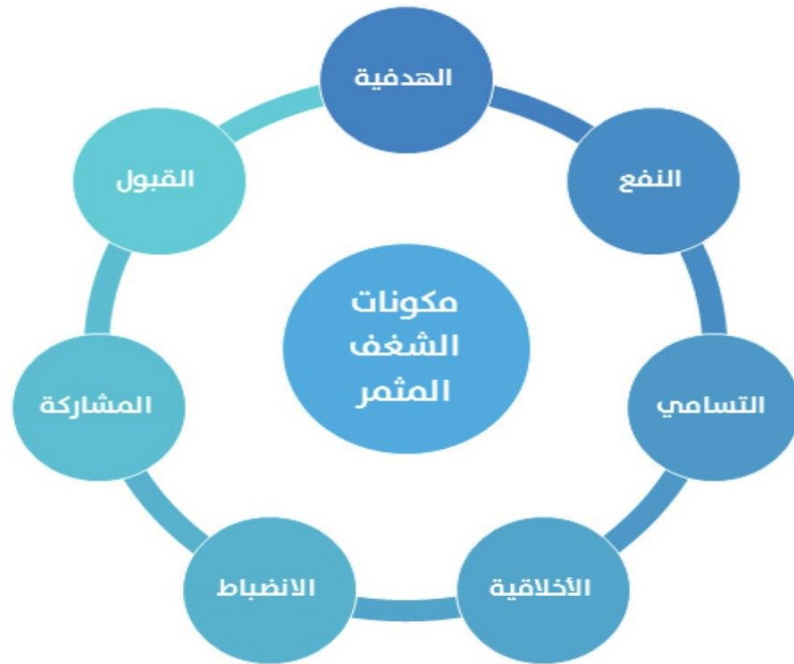 مكونات
الشغف
المثمر
الهدفية
النفع
التسامي
الأخلاقية
الانضباط
المشاركة
القبول